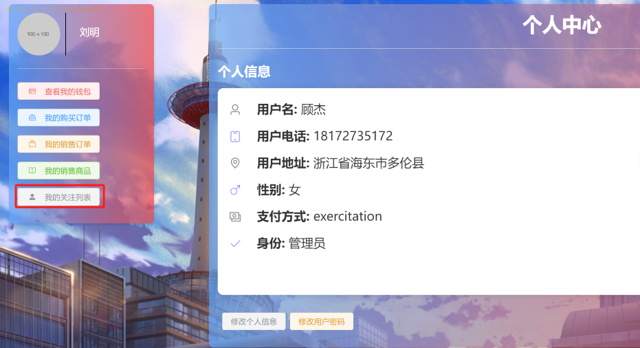 100 x 100
刘明
查看我的钱包
我的购买订单
我的销售订单
我的销售商品
我的关注列表
个人中心
个人信息
用户名: 顾杰
用户电话: 18172735172
用户地址: 浙江省海东市多伦县
性别: 女
支付方式: exercitation
身份: 管理员
修改个人信息
修改用户密码